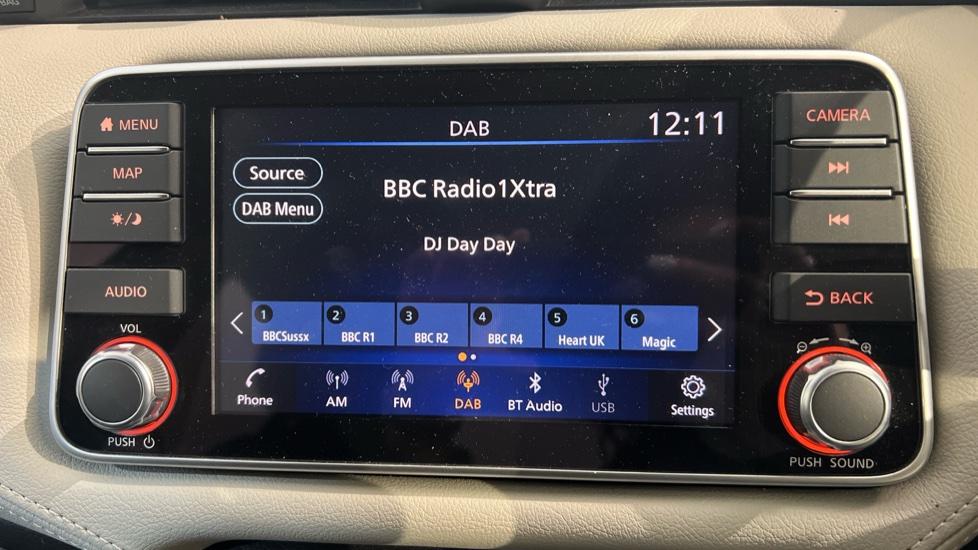 BAG
MENU
MAP
AUDIO
VOL
PUSH
DAB
12:11
Source
DAB Menu
BBC Radio1Xtra
DJ Day Day
1 BBCSussx
2 BBC R1
3 BBC R2
4 BBC R4
5 Heart UK
6 Magic
Phone
AM
FM
DAB
BT Audio
USB
Settings
CAMERA
BACK
PUSH SOUND